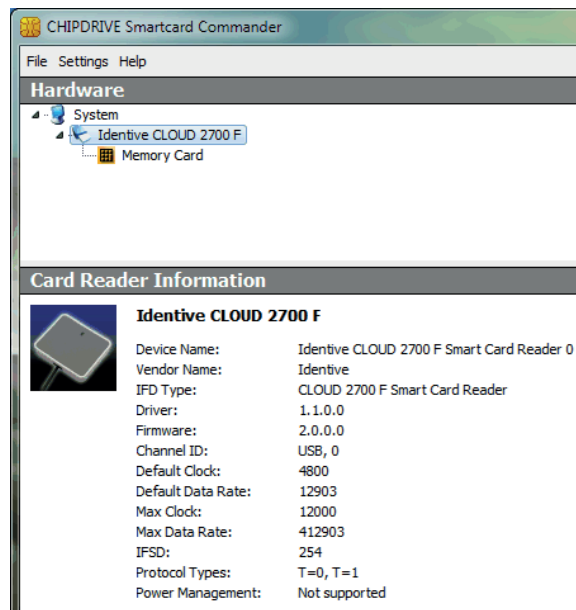 CHIPDRIVE Smartcard Commander
File Settings Help
Hardware
System
Identive CLOUD 2700 F
Memory Card
Card Reader Information
Identive CLOUD 2700 F
Device Name: Identive CLOUD 2700 F Smart Card Reader 0
Vendor Name: Identive
IFD Type: CLOUD 2700 F Smart Card Reader
Driver: 1.1.0.0
Firmware: 2.0.0.0
Channel ID: USB, 0
Default Clock: 4800
Default Data Rate: 12903
Max Clock: 12000
Max Data Rate: 412903
IFSD: 254
Protocol Types: T=0, T=1
Power Management: Not supported